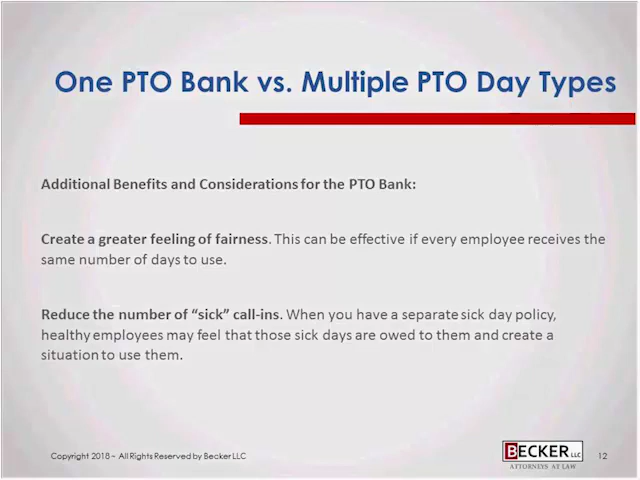 One PTO Bank vs. Multiple PTO Day Types
Additional Benefits and Considerations for the PTO Bank:
Create a greater feeling of fairness. This can be effective if every employee receives the
same number of days to use.
Reduce the number of “sick” call-ins. When you have a separate sick day policy,
healthy employees may feel that those sick days are owed to them and create a
situation to use them.
Copyright 2018 - All Rights Reserved by Becker LLC
BECKER LLC
ATTORNEYS AT LAW
12